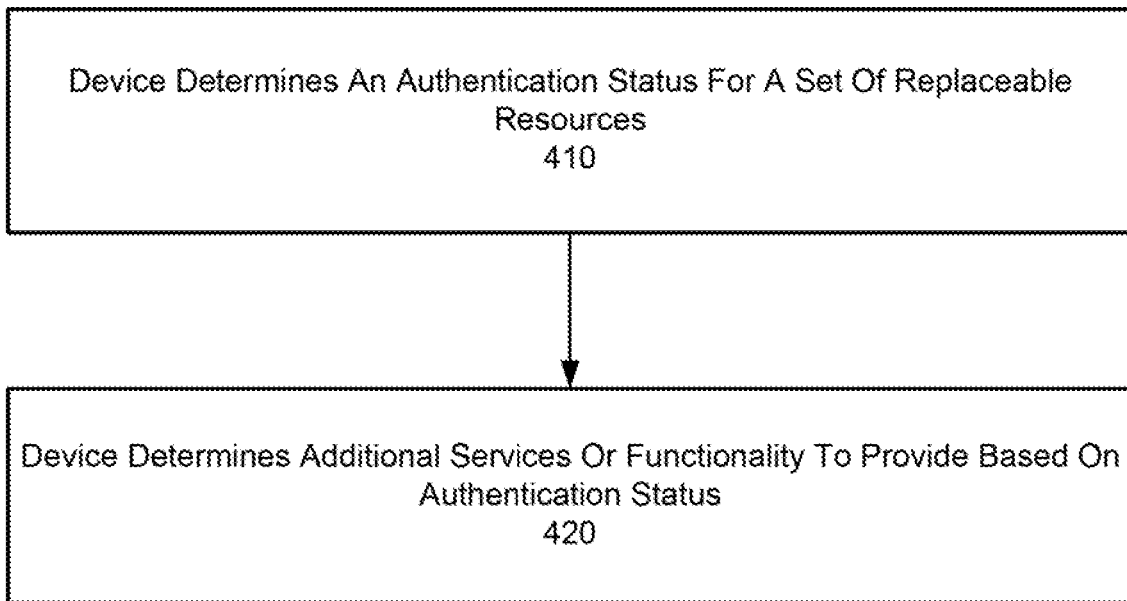 Device Determines An Authentication Status For A Set Of Replaceable
Resources
410
Device Determines Additional Services Or Functionality To Provide Based On
Authentication Status
420